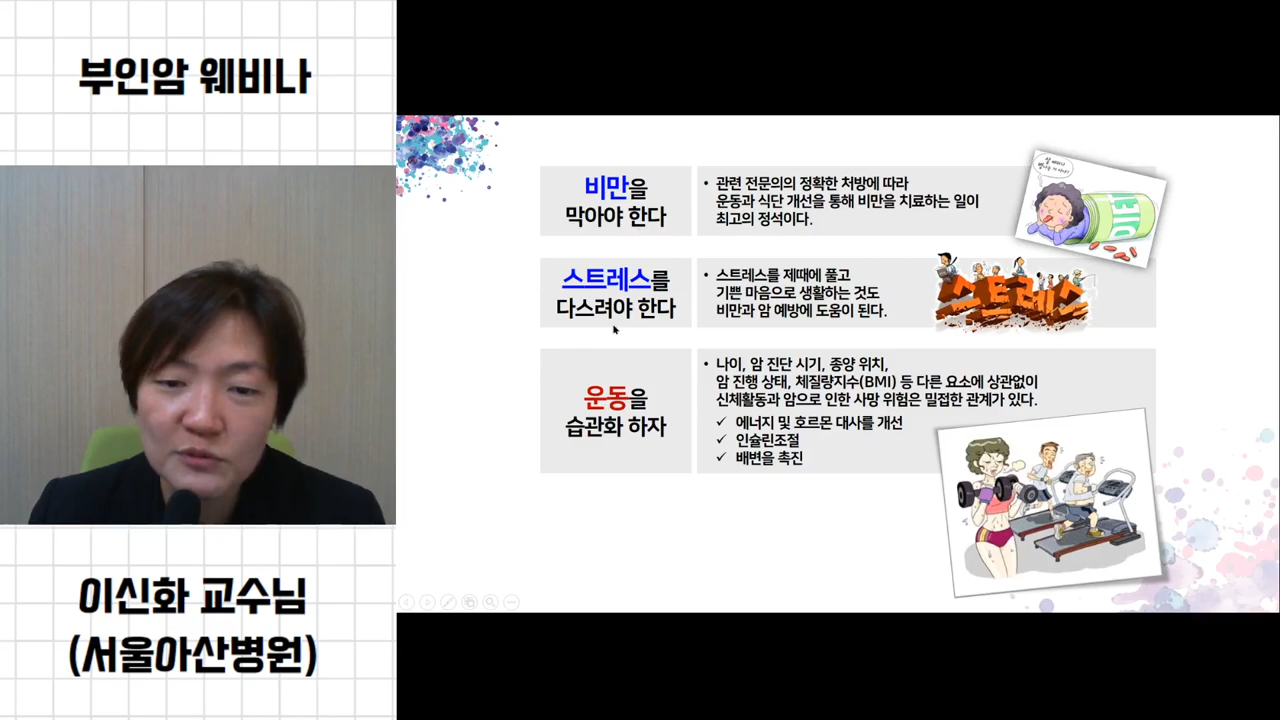 부인암 웨비나
이신화 교수님
(서울아산병원)
비만을
막아야 한다
• 관련 전문의의 정확한 처방에 따라
운동과 식단 개선을 통해 비만을 치료하는 일이
최고의 정석이다.
DIET
스트레스를
다스려야 한다
• 스트레스를 제때에 풀고
기쁜 마음으로 생활하는 것도
비만과 암 예방에 도움이 된다.
스트레스
운동을
습관화 하자
• 나이, 암 진단 시기, 종양 위치,
암 진행 상태, 체질량지수(BMI) 등 다른 요소에 상관없이
신체활동과 암으로 인한 사망 위험은 밀접한 관계가 있다.
✓ 에너지 및 호르몬 대사를 개선
✓ 인슐린조절
✓ 배변을 촉진